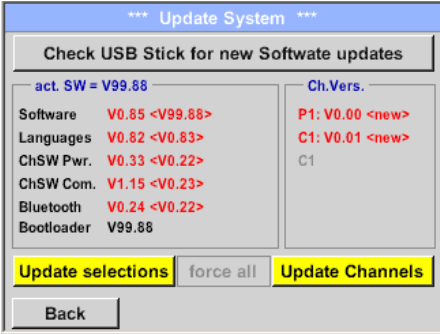 *** Update System ***
Check USB Stick for new Softwate updates
act. SW = V99.88
Software V0.85 <V99.88>
Languages V0.82 <V0.83>
ChSW Pwr. V0.33 <V0.22>
ChSW Com. V1.15 <V0.23>
Bluetooth V0.24 <V0.22>
Bootloader V99.88
Ch.Vers.
P1: V0.00 <new>
C1: V0.01 <new>
C1
Update selections force all Update Channels
Back